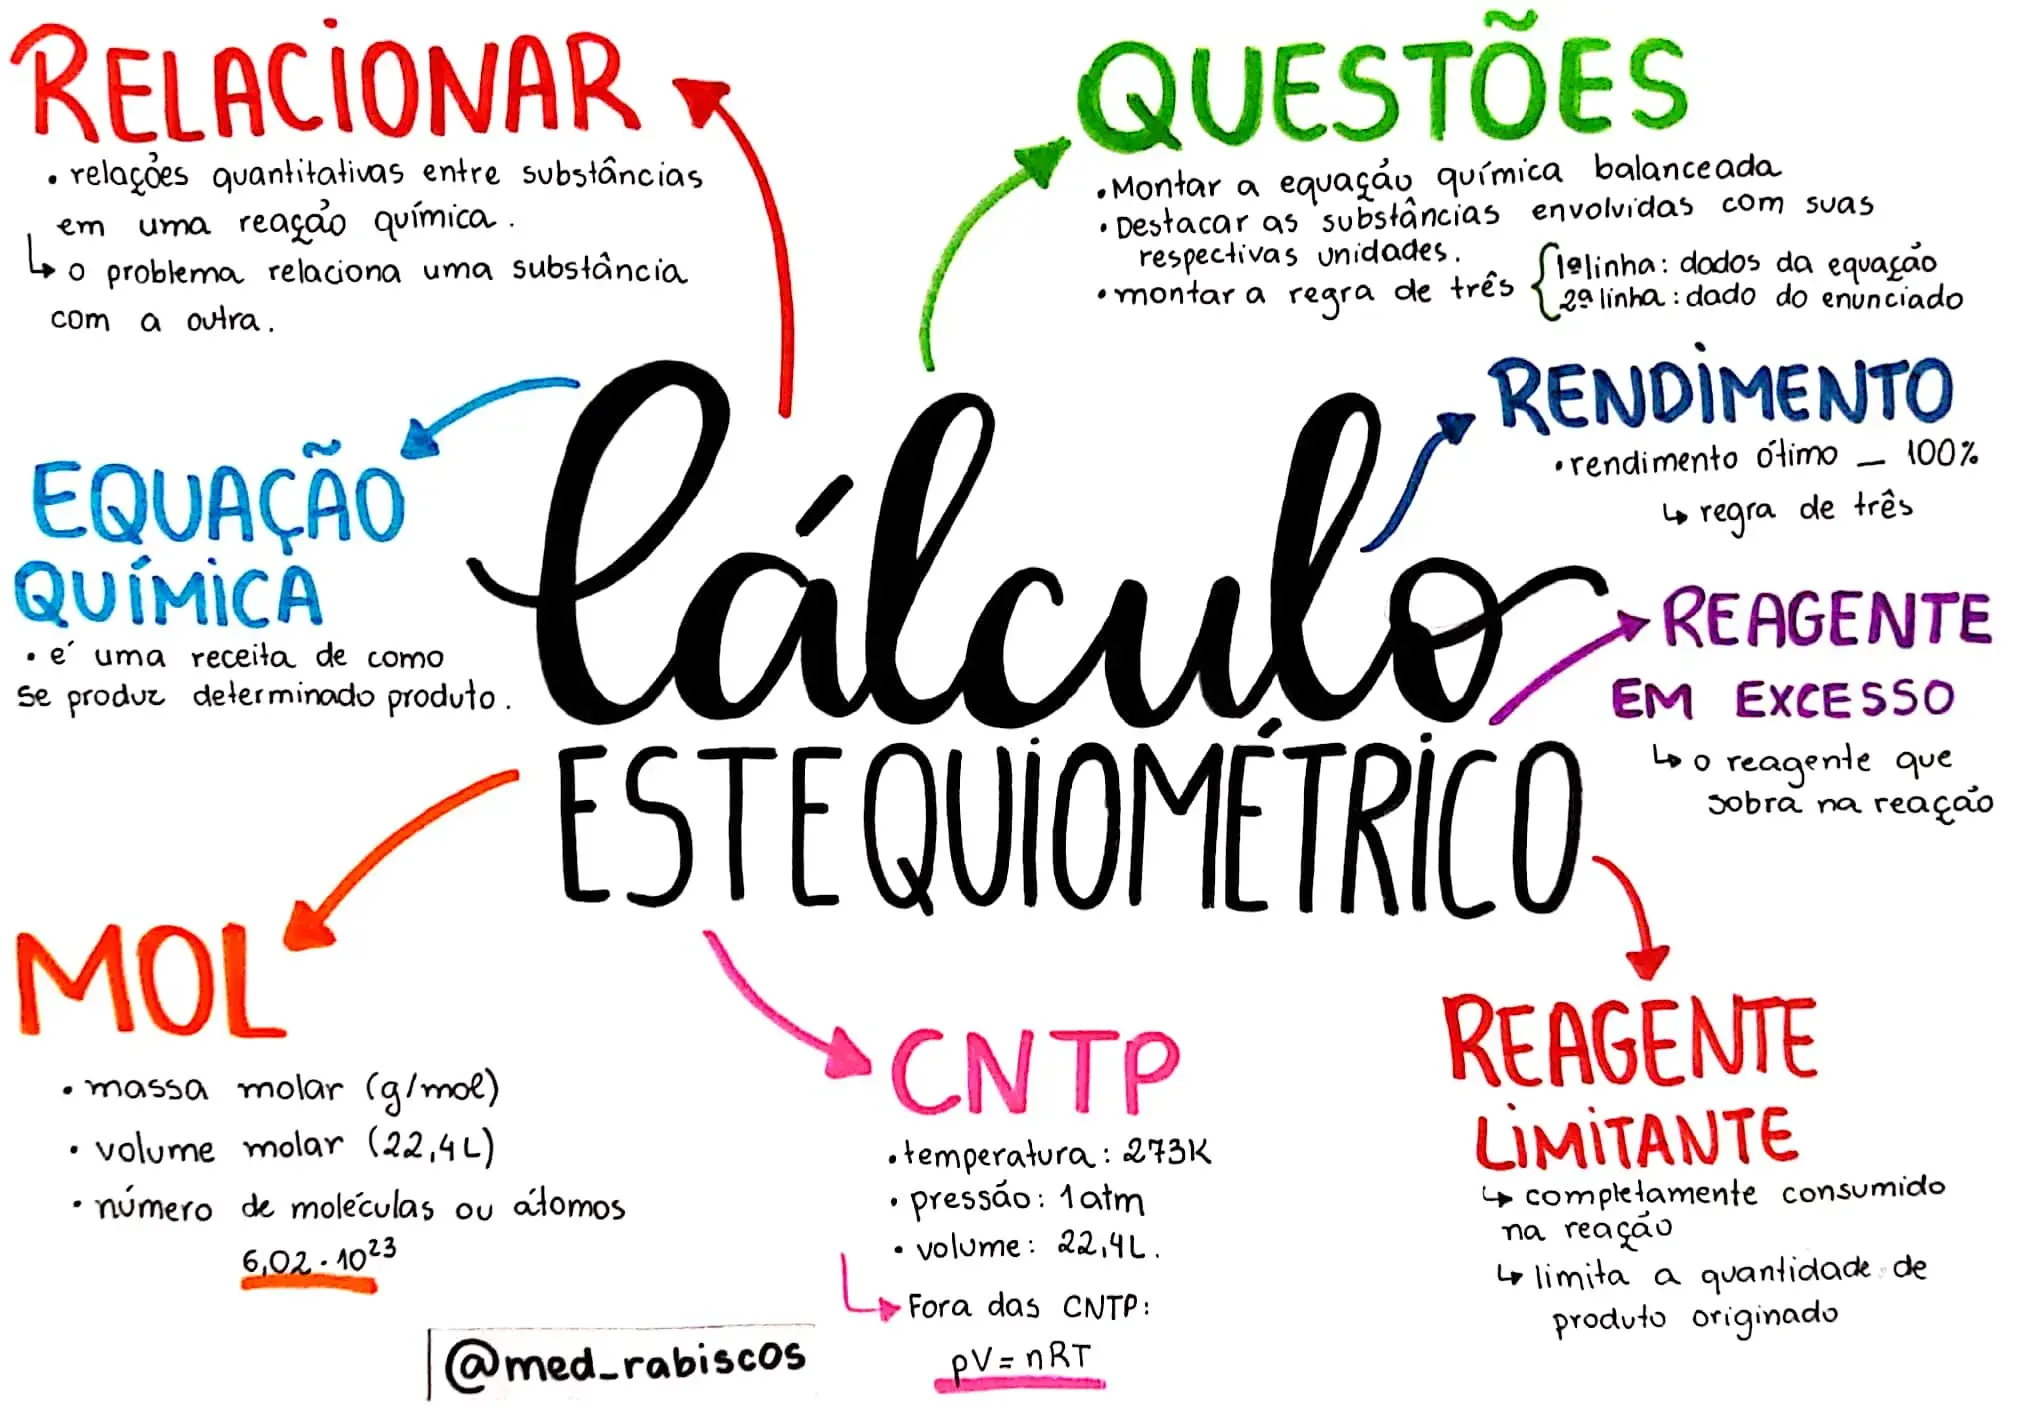 RELACIONAR
• relações quantitativas entre substâncias
em uma reação química.
↳ o problema relaciona uma substância
com a outra.
QUESTÕES
• Montar a equação química balanceada
• Destacar as substâncias envolvidas com suas
respectivas unidades.
• montar a regra de três { 1ª linha: dados da equação
2ª linha: dado do enunciado
EQUAÇÃO
QUÍMICA
• é uma receita de como
se produz determinado produto.
Cálculo
ESTEQUIOMÉTRICO
RENDIMENTO
• rendimento ótimo _ 100%
↳ regra de três
REAGENTE
EM EXCESSO
↳ o reagente que
sobra na reação
MOL
• massa molar (g/mol)
• volume molar (22,4L)
• número de moléculas ou átomos
6,02 · 10²³
CNTP
• temperatura: 273K
• pressão: 1atm
• volume: 22,4L.
↳ Fora das CNTP:
pV = nRT
REAGENTE
LIMITANTE
↳ completamente consumido
na reação
↳ limita a quantidade de
produto originado
@med_rabiscos